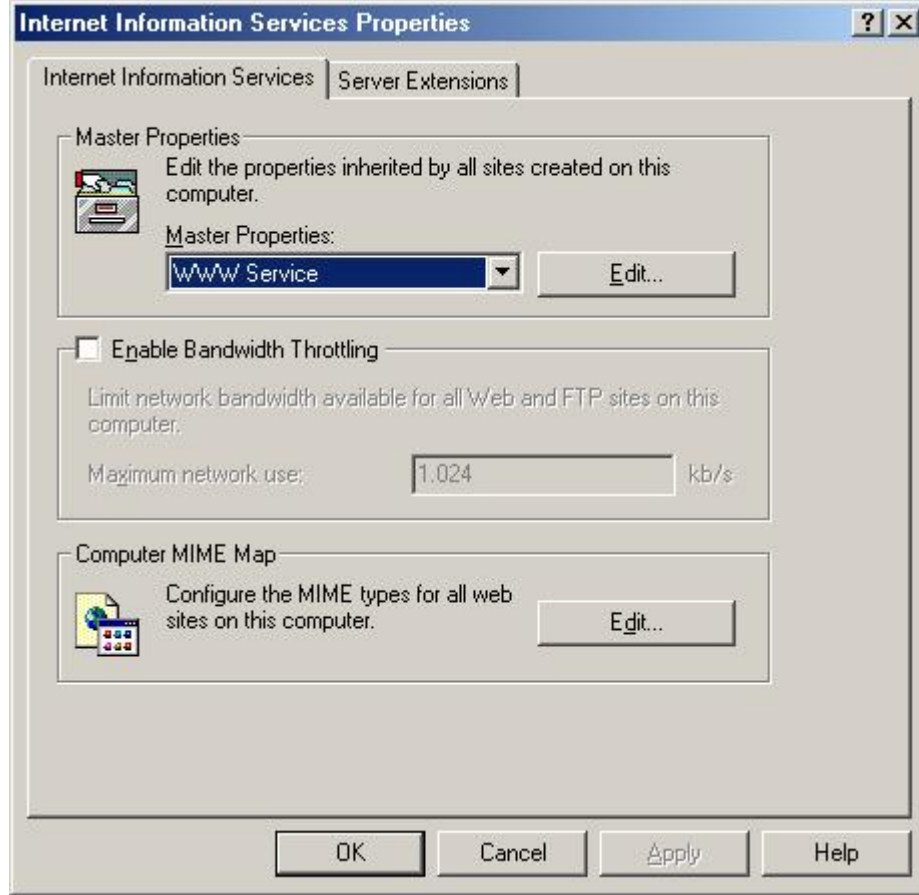 Internet Information Services Properties
Internet Information Services
Server Extensions
Master Properties
Edit the properties inherited by all sites created on this
computer.
Master Properties:
WWW Service
Edit...
Enable Bandwidth Throttling
Limit network bandwidth available for all Web and FTP sites on this
computer.
Maximum network use:
1.024
kb/s
Computer MIME Map
Configure the MIME types for all web
sites on this computer.
Edit...
OK
Cancel
Apply
Help